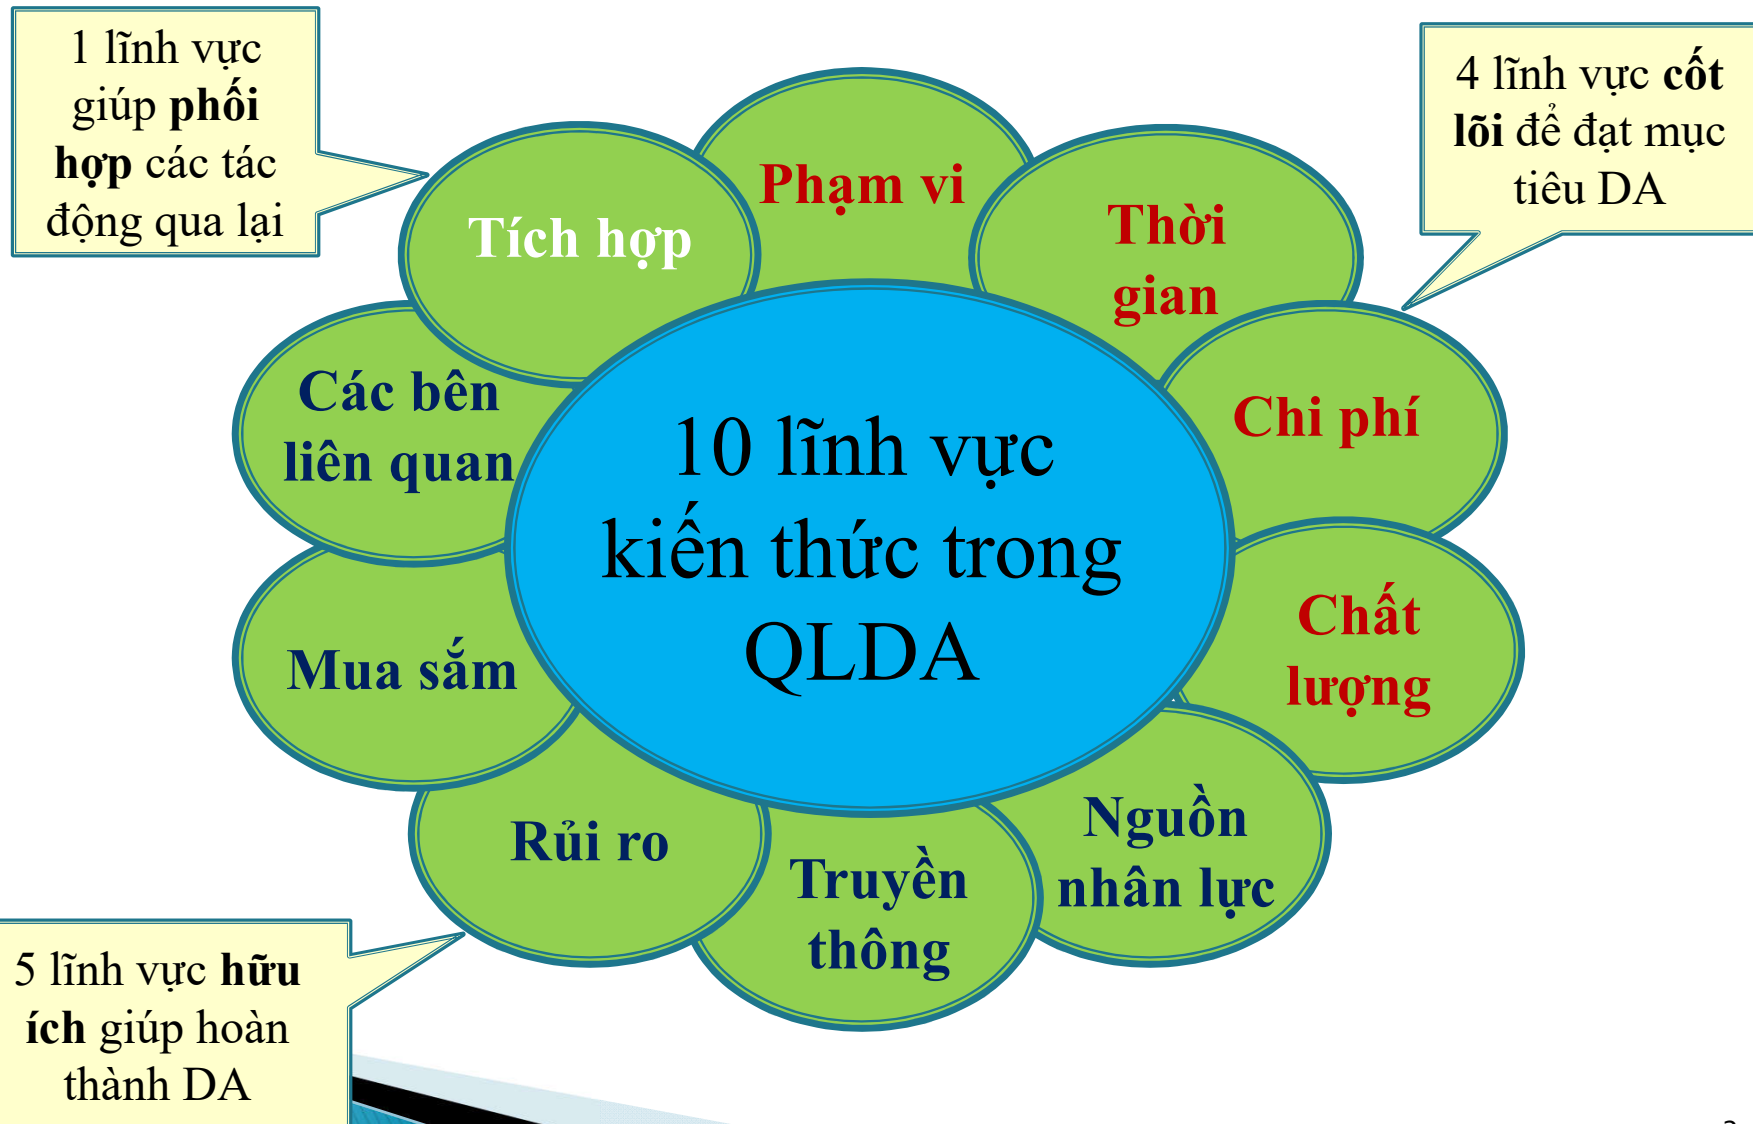 1 lĩnh vực
giúp phối
hợp các tác
động qua lại
4 lĩnh vực cốt
lõi để đạt mục
tiêu DA
Tích hợp
Phạm vi
Thời
gian
Chi phí
Chất
lượng
Nguồn
nhân lực
Truyền
thông
Rủi ro
Mua sắm
Các bên
liên quan
10 lĩnh vực
kiến thức trong
QLDA
5 lĩnh vực hữu
ích giúp hoàn
thành DA